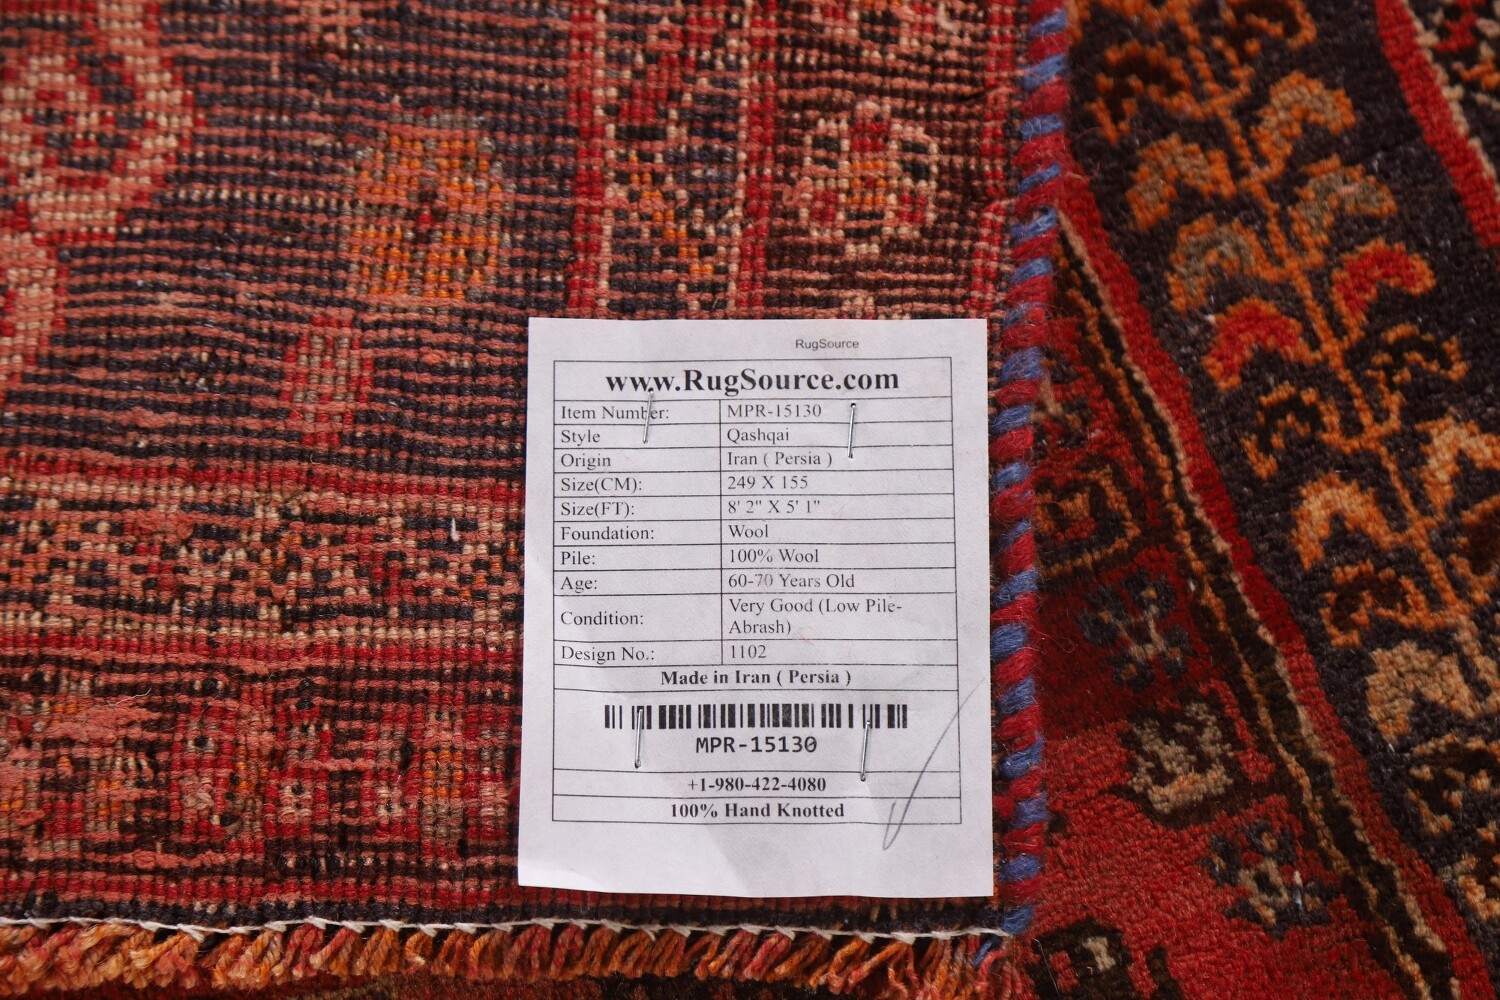 RugSource
www.RugSource.com
Item Number: MPR-15130
Style Qashqai
Origin Iran ( Persia )
Size(CM): 249 X 155
Size(FT): 8' 2" X 5' 1"
Foundation: Wool
Pile: 100% Wool
Age: 60-70 Years Old
Condition: Very Good (Low Pile-
Abrash)
Design No.: 1102
Made in Iran ( Persia )
MPR-15130
+1-980-422-4080
100% Hand Knotted